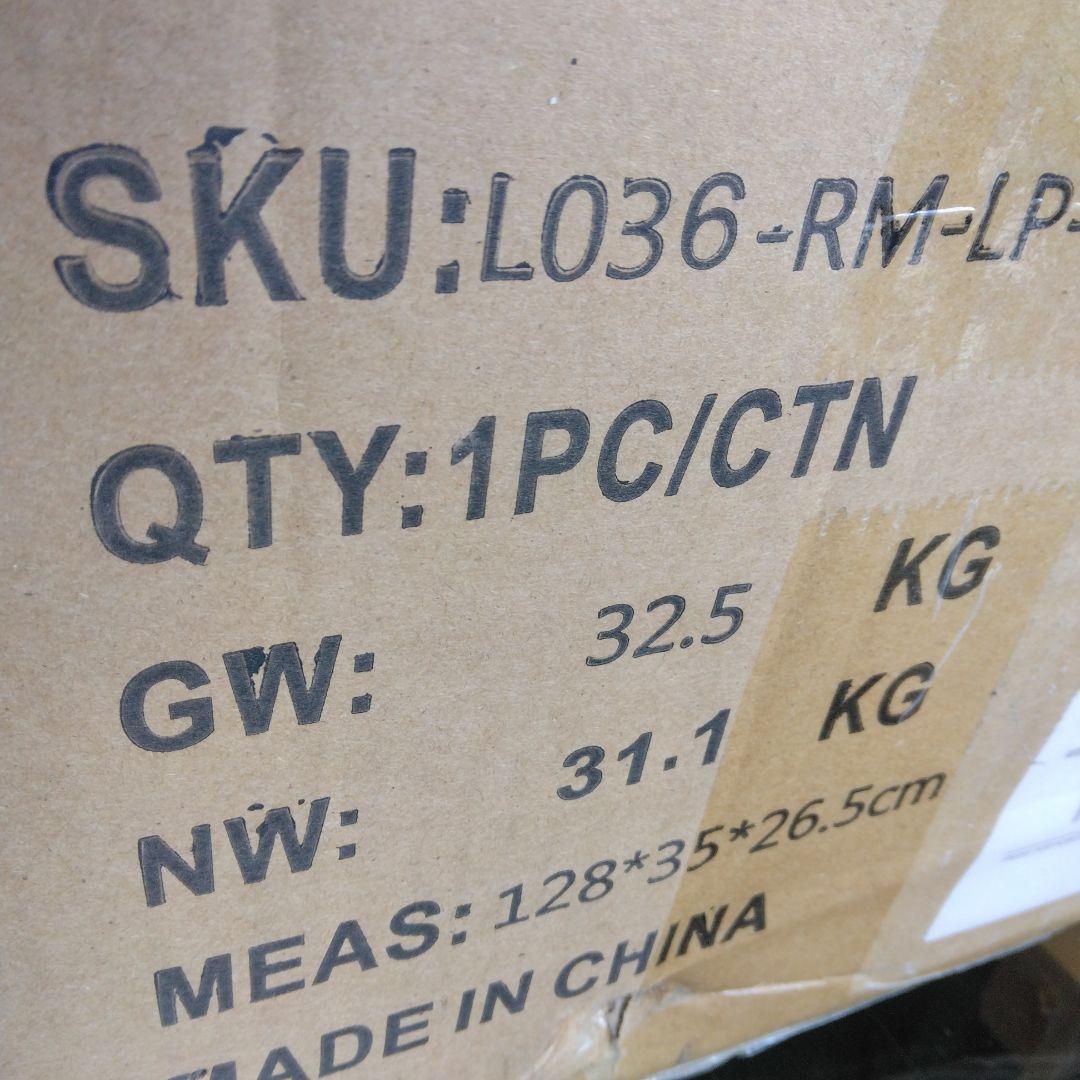 SKU:L036-RM-LP-
QTY:1PC/CTN
GW: 32.5 KG
NW: 31.1 KG
MEAS:128*35*26.5cm
MADE IN CHINA